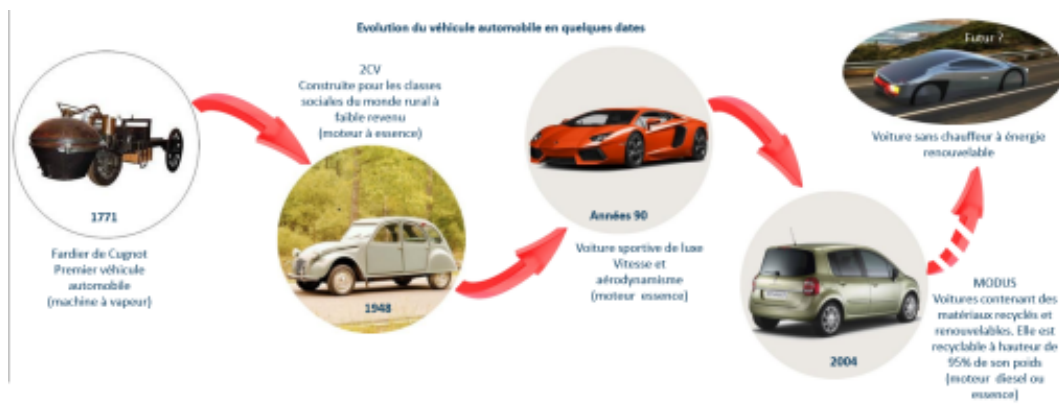 Evolution du véhicule automobile en quelques dates
1771
Fardier de Cugnot
Premier véhicule
automobile
(machine à vapeur)
2CV
Construite pour les classes
sociales du monde rural à
faible revenu
(moteur à essence)
1948
Années 90
Voiture sportive de luxe
Vitesse et
aérodynamisme
(moteur essence)
2004
MODUS
Voitures contenant des
matériaux recyclés et
renouvelables. Elle est
recyclable à hauteur de
95% de son poids
(moteur diesel ou
essence)
Futur ?
Voiture sans chauffeur à énergie
renouvelable